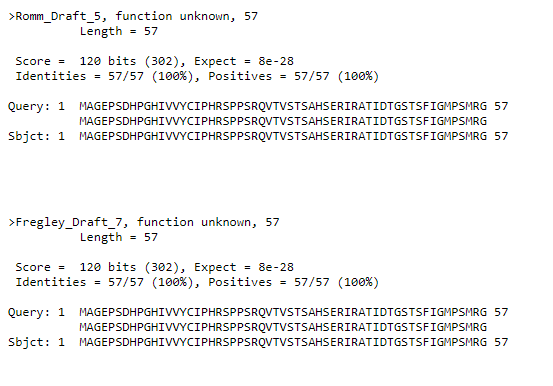 >Romm_Draft_5, function unknown, 57
Length = 57
Score = 120 bits (302), Expect = 8e-28
Identities = 57/57 (100%), Positives = 57/57 (100%)
Query: 1 MAGEPSDHPGHIVVYCIPHRSPPSRQVTVSTSAHSERIRATIDTGSTSFIGMPSMRG 57
MAGEPSDHPGHIVVYCIPHRSPPSRQVTVSTSAHSERIRATIDTGSTSFIGMPSMRG
Sbjct: 1 MAGEPSDHPGHIVVYCIPHRSPPSRQVTVSTSAHSERIRATIDTGSTSFIGMPSMRG 57
>Fregley_Draft_7, function unknown, 57
Length = 57
Score = 120 bits (302), Expect = 8e-28
Identities = 57/57 (100%), Positives = 57/57 (100%)
Query: 1 MAGEPSDHPGHIVVYCIPHRSPPSRQVTVSTSAHSERIRATIDTGSTSFIGMPSMRG 57
MAGEPSDHPGHIVVYCIPHRSPPSRQVTVSTSAHSERIRATIDTGSTSFIGMPSMRG
Sbjct: 1 MAGEPSDHPGHIVVYCIPHRSPPSRQVTVSTSAHSERIRATIDTGSTSFIGMPSMRG 57